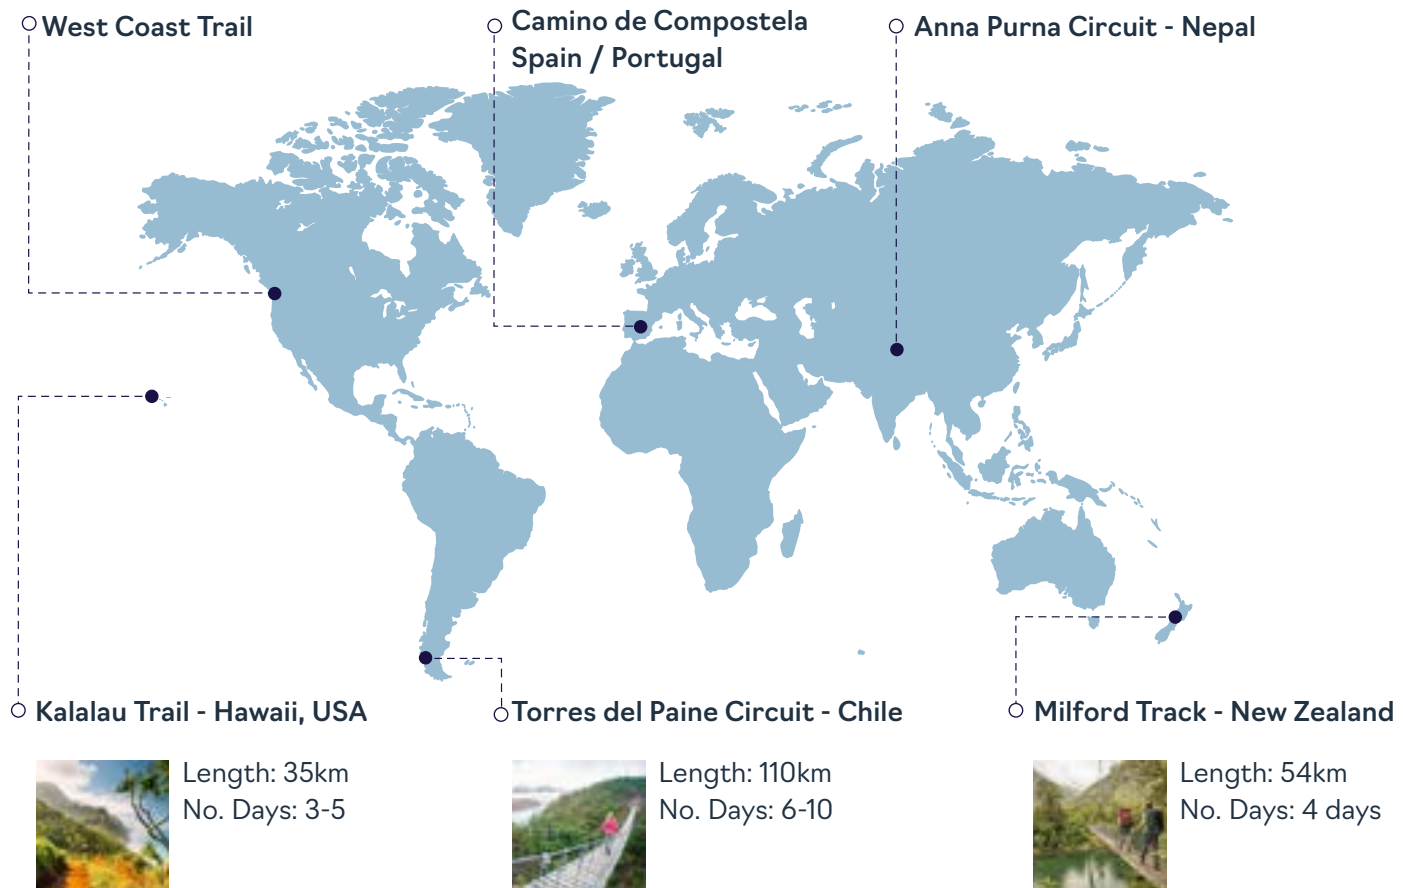 West Coast Trail
Camino de Compostela
Spain / Portugal
Anna Purna Circuit - Nepal
Kalalau Trail - Hawaii, USA
Length: 35km
No. Days: 3-5
Torres del Paine Circuit - Chile
Length: 110km
No. Days: 6-10
Milford Track - New Zealand
Length: 54km
No. Days: 4 days